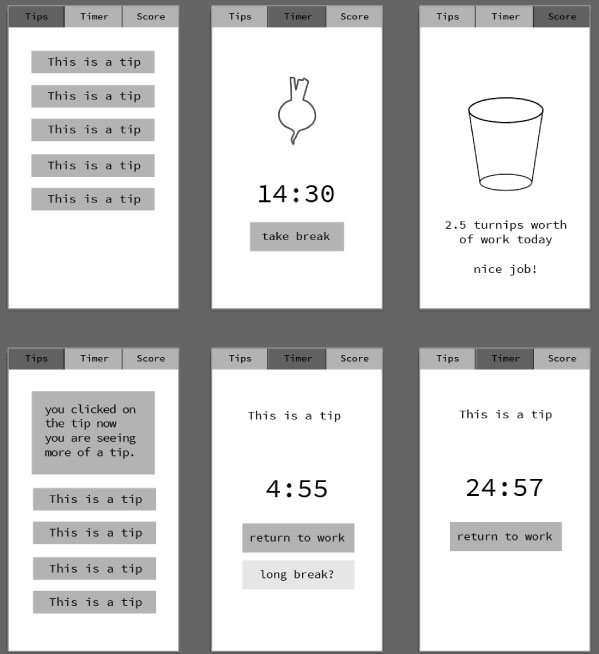 Tips Timer Score
This is a tip
This is a tip
This is a tip
This is a tip
This is a tip
Tips Timer Score
14:30
take break
Tips Timer Score
2.5 turnips worth
of work today
nice job!
Tips Timer Score
you clicked on
the tip now
you are seeing
more of a tip.
This is a tip
This is a tip
This is a tip
This is a tip
Tips Timer Score
This is a tip
4:55
return to work
long break?
Tips Timer Score
This is a tip
24:57
return to work